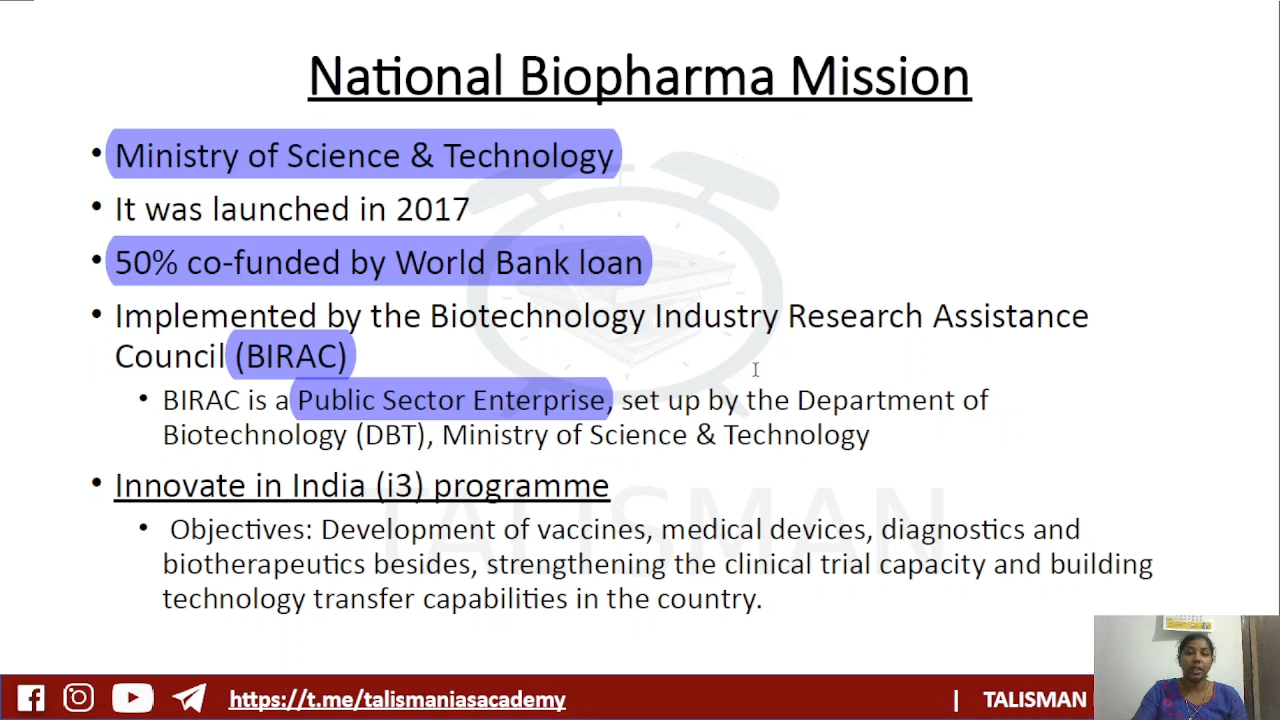 National Biopharma Mission
• Ministry of Science & Technology
• It was launched in 2017
• 50% co-funded by World Bank loan
• Implemented by the Biotechnology Industry Research Assistance
Council (BIRAC)
• BIRAC is a Public Sector Enterprise, set up by the Department of
Biotechnology (DBT), Ministry of Science & Technology
• Innovate in India (i3) programme
• Objectives: Development of vaccines, medical devices, diagnostics and
biotherapeutics besides, strengthening the clinical trial capacity and building
technology transfer capabilities in the country.
TALISMAN
https://t.me/talismaniasacademy
| TALISMAN